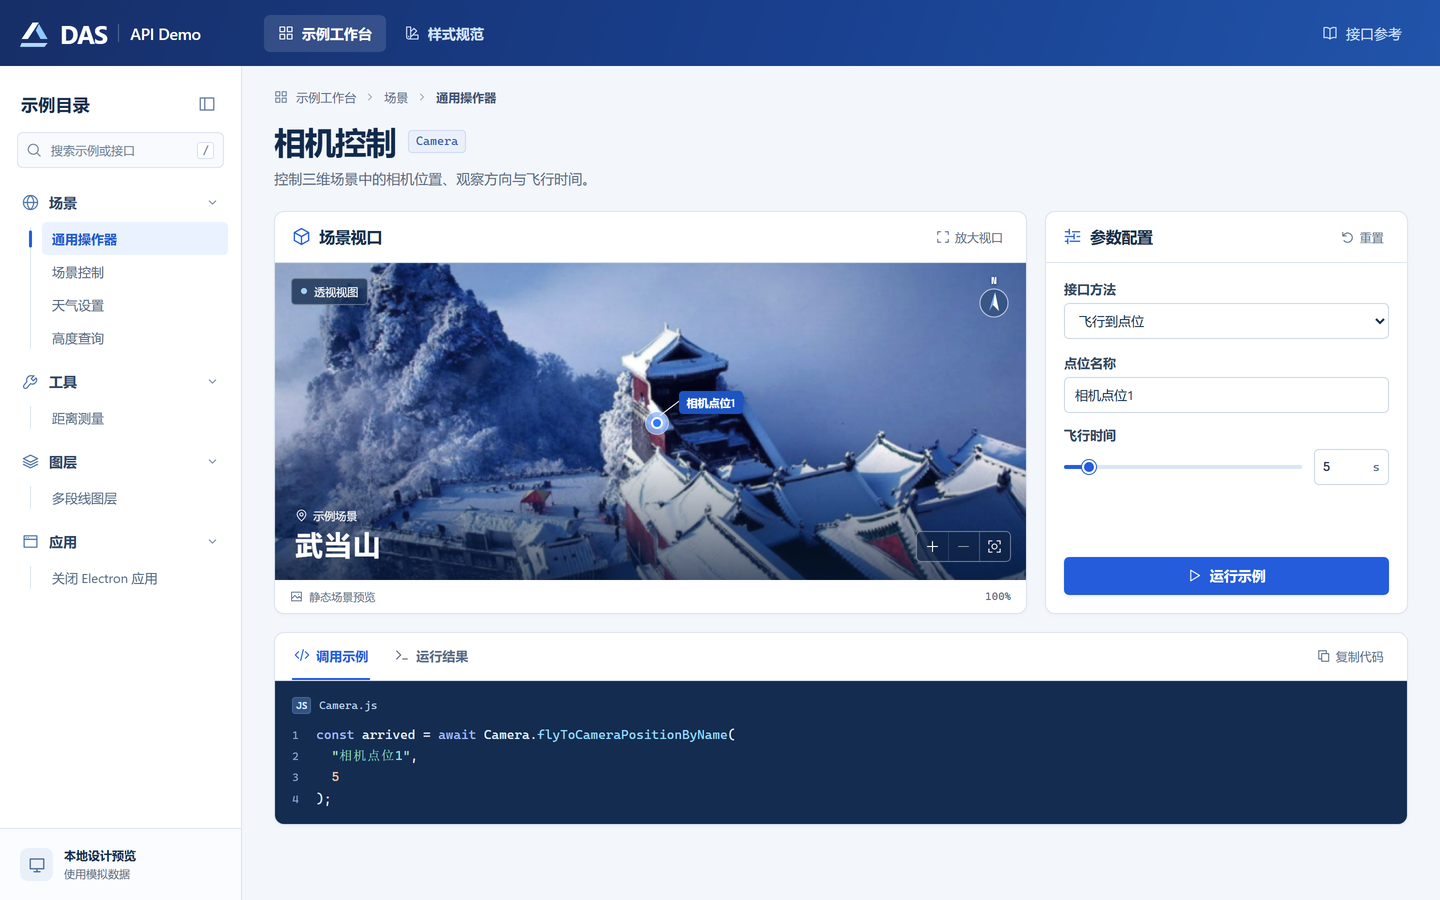 DAS
API Demo
示例工作台
样式规范
接口参考
示例目录
搜索示例或接口
/
场景
通用操作器
场景控制
天气设置
高度查询
工具
距离测量
图层
多段线图层
应用
关闭 Electron 应用
本地设计预览
使用模拟数据
示例工作台 > 场景 > 通用操作器
相机控制
Camera
控制三维场景中的相机位置、观察方向与飞行时间。
场景视口
放大视口
透视视图
N
相机点位1
示例场景
武当山
静态场景预览
100%
参数配置
重置
接口方法
飞行到点位
点位名称
相机点位1
飞行时间
5 s
运行示例
调用示例
运行结果
复制代码
JS Camera.js
1 const arrived = await Camera.flyToCameraPositionByName(
2 "相机点位1",
3 5
4 );